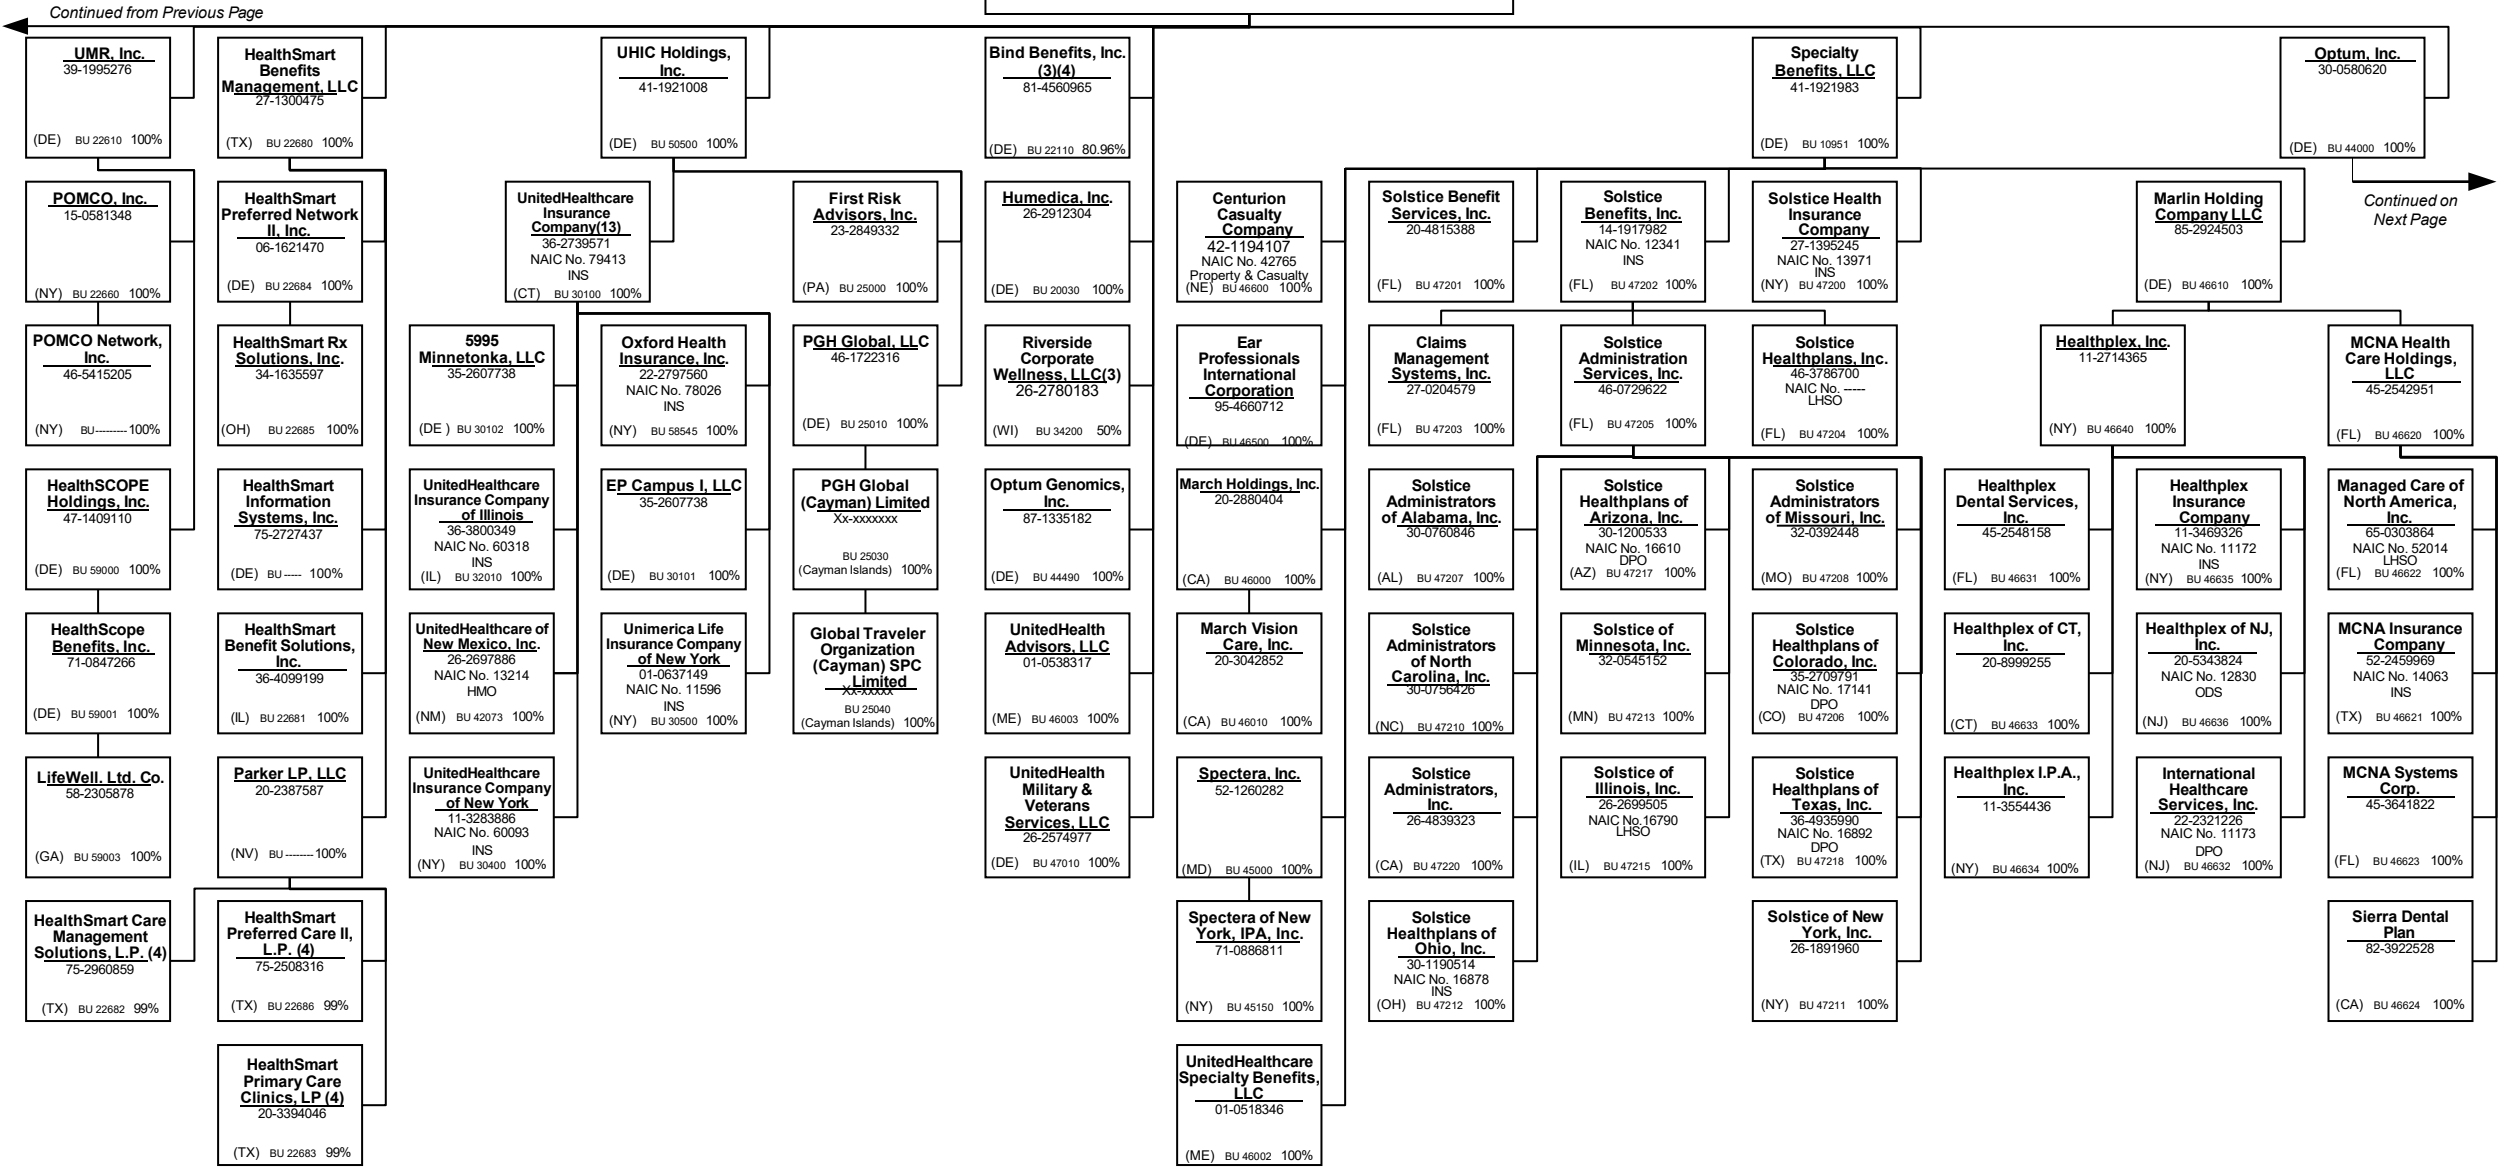 Continued from Previous Page
UMR, Inc.
39-1995276
(DE) BU 22610 100%
HealthSmart
Benefits
Management, LLC
27-1300475
(TX) BU 22680 100%
UHIC Holdings,
Inc.
41-1921008
(DE) BU 50500 100%
Bind Benefits, Inc.
(3)(4)
81-4560965
(DE) BU 22110 80.96%
Specialty
Benefits, LLC
41-1921983
(DE) BU 10951 100%
Optum, Inc.
30-0580620
(DE) BU 44000 100%
Continued on
Next Page
POMCO, Inc.
15-0581348
(NY) BU 22660 100%
HealthSmart
Preferred Network
II, Inc.
06-1621470
(DE) BU 22684 100%
UnitedHealthcare
Insurance
Company(13)
36-2739571
NAIC No. 79413
INS
(CT) BU 30100 100%
First Risk
Advisors, Inc.
23-2849332
(PA) BU 25000 100%
Humedica, Inc.
26-2912304
(DE) BU 20030 100%
Centurion
Casualty
Company
42-1194107
NAIC No. 42765
Property & Casualty
(NE) BU 46600 100%
Solstice Benefit
Services, Inc.
20-4815388
(FL) BU 47201 100%
Solstice
Benefits, Inc.
14-1917982
NAIC No. 12341
INS
(FL) BU 47202 100%
Solstice Health
Insurance
Company
27-1395245
NAIC No. 13971
INS
(NY) BU 47200 100%
Marlin Holding
Company LLC
85-2924503
(DE) BU 46610 100%
POMCO Network,
Inc.
46-5415205
(NY) BU--------- 100%
HealthSmart Rx
Solutions, Inc.
34-1635597
(OH) BU 22685 100%
5995
Minnetonka, LLC
35-2607738
(DE ) BU 30102 100%
Oxford Health
Insurance, Inc.
22-2797560
NAIC No. 78026
INS
(NY) BU 58545 100%
PGH Global, LLC
46-1722316
(DE) BU 25010 100%
Riverside
Corporate
Wellness, LLC(3)
26-2780183
(WI) BU 34200 50%
Ear
Professionals
International
Corporation
95-4660712
(DE) BU 46500 100%
Claims
Management
Systems, Inc.
27-0204579
(FL) BU 47203 100%
Solstice
Administration
Services, Inc.
46-0729622
(FL) BU 47205 100%
Solstice
Healthplans, Inc.
46-3786700
NAIC No. -----
LHSO
(FL) BU 47204 100%
Healthplex, Inc.
11-2714365
(NY) BU 46640 100%
MCNA Health
Care Holdings,
LLC
45-2542951
(FL) BU 46620 100%
HealthSCOPE
Holdings, Inc.
47-1409110
(DE) BU 59000 100%
HealthSmart
Information
Systems, Inc.
75-2727437
(DE) BU ----- 100%
UnitedHealthcare
Insurance Company
of Illinois
36-3800349
NAIC No. 60318
INS
(IL) BU 32010 100%
EP Campus I, LLC
35-2607738
(DE) BU 30101 100%
PGH Global
(Cayman) Limited
Xx-xxxxxxx
BU 25030
(Cayman Islands) 100%
Optum Genomics,
Inc.
87-1335182
(DE) BU 44490 100%
March Holdings, Inc.
20-2880404
(CA) BU 46000 100%
Solstice
Administrators
of Alabama, Inc.
30-0760846
(AL) BU 47207 100%
Solstice
Healthplans of
Arizona, Inc.
30-1200533
NAIC No. 16610
DPO
(AZ) BU 47217 100%
Solstice
Administrators
of Missouri, Inc.
32-0392448
(MO) BU 47208 100%
Healthplex
Dental Services,
Inc.
45-2548158
(FL) BU 46631 100%
Healthplex
Insurance
Company
11-3469326
NAIC No. 11172
INS
(NY) BU 46635 100%
Managed Care of
North America,
Inc.
65-0303864
NAIC No. 52014
LHSO
(FL) BU 46622 100%
HealthScope
Benefits, Inc.
71-0847266
(DE) BU 59001 100%
HealthSmart
Benefit Solutions,
Inc.
36-4099199
(IL) BU 22681 100%
UnitedHealthcare of
New Mexico, Inc.
26-2697886
NAIC No. 13214
HMO
(NM) BU 42073 100%
Unimerica Life
Insurance Company
of New York
01-0637149
NAIC No. 11596
INS
(NY) BU 30500 100%
Global Traveler
Organization
(Cayman) SPC
Limited
Xx-xxxxx
BU 25040
(Cayman Islands) 100%
UnitedHealth
Advisors, LLC
01-0538317
(ME) BU 46003 100%
March Vision
Care, Inc.
20-3042852
(CA) BU 46010 100%
Solstice
Administrators
of North
Carolina, Inc.
30-0756426
(NC) BU 47210 100%
Solstice of
Minnesota, Inc.
32-0545152
(MN) BU 47213 100%
Solstice
Healthplans of
Colorado, Inc.
35-2709791
NAIC No. 17141
DPO
(CO) BU 47206 100%
Healthplex of CT,
Inc.
20-8999255
(CT) BU 46633 100%
Healthplex of NJ,
Inc.
20-5343824
NAIC No. 12830
ODS
(NJ) BU 46636 100%
MCNA Insurance
Company
52-2459969
NAIC No. 14063
INS
(TX) BU 46621 100%
LifeWell. Ltd. Co.
58-2305878
(GA) BU 59003 100%
Parker LP, LLC
20-2387587
(NV) BU -------- 100%
UnitedHealthcare
Insurance Company
of New York
11-3283886
NAIC No. 60093
INS
(NY) BU 30400 100%
UnitedHealth
Military &
Veterans
Services, LLC
26-2574977
(DE) BU 47010 100%
Spectera, Inc.
52-1260282
(MD) BU 45000 100%
Solstice
Administrators,
Inc.
26-4839323
(CA) BU 47220 100%
Solstice of
Illinois, Inc.
26-2699505
NAIC No.16790
LHSO
(IL) BU 47215 100%
Solstice
Healthplans of
Texas, Inc.
36-4935990
NAIC No. 16892
DPO
(TX) BU 47218 100%
Healthplex I.P.A.,
Inc.
11-3554436
(NY) BU 46634 100%
International
Healthcare
Services, Inc.
22-2321226
NAIC No. 11173
DPO
(NJ) BU 46632 100%
MCNA Systems
Corp.
45-3641822
(FL) BU 46623 100%
HealthSmart Care
Management
Solutions, L.P. (4)
75-2960859
(TX) BU 22682 99%
HealthSmart
Preferred Care II,
L.P. (4)
75-2508316
(TX) BU 22686 99%
Spectera of New
York, IPA, Inc.
71-0886811
(NY) BU 45150 100%
Solstice
Healthplans of
Ohio, Inc.
30-1190514
NAIC No. 16878
INS
(OH) BU 47212 100%
Solstice of New
York, Inc.
26-1891960
(NY) BU 47211 100%
Sierra Dental
Plan
82-3922528
(CA) BU 46624 100%
HealthSmart
Primary Care
Clinics, LP (4)
20-3394046
(TX) BU 22683 99%
UnitedHealthcare
Specialty Benefits,
LLC
01-0518346
(ME) BU 46002 100%